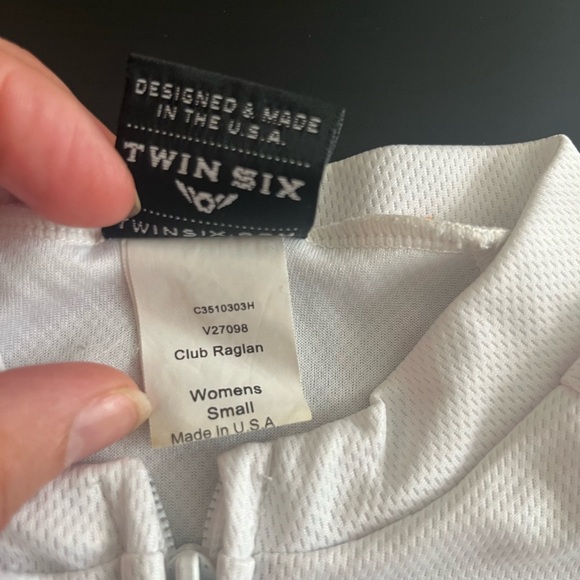 DESIGNED & MADE
IN THE U.S.A.
TWIN SIX
C3510303H
V27098
Club Raglan
Womens
Small
Made In U.S.A